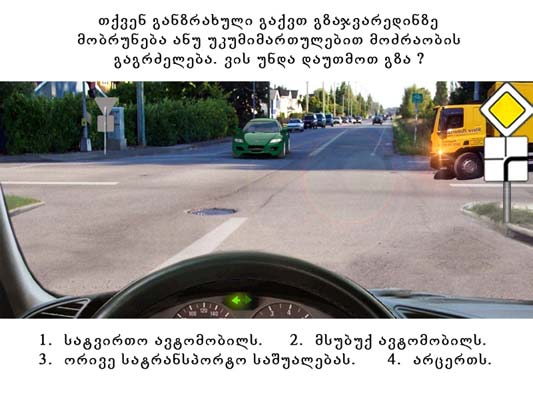 თქვენ განზრახული გაქვთ გზაჯვარედინზე
მობრუნება ანუ უკუმიმართულებით მოძრაობის
გაგრძელება. ვის უნდა დაუთმოთ გზა ?
1. სატვირთო ავტომობილს. 2. მსუბუქ ავტომობილს.
3. ორივე სატრანსპორტო საშუალებას. 4. არცერთს.